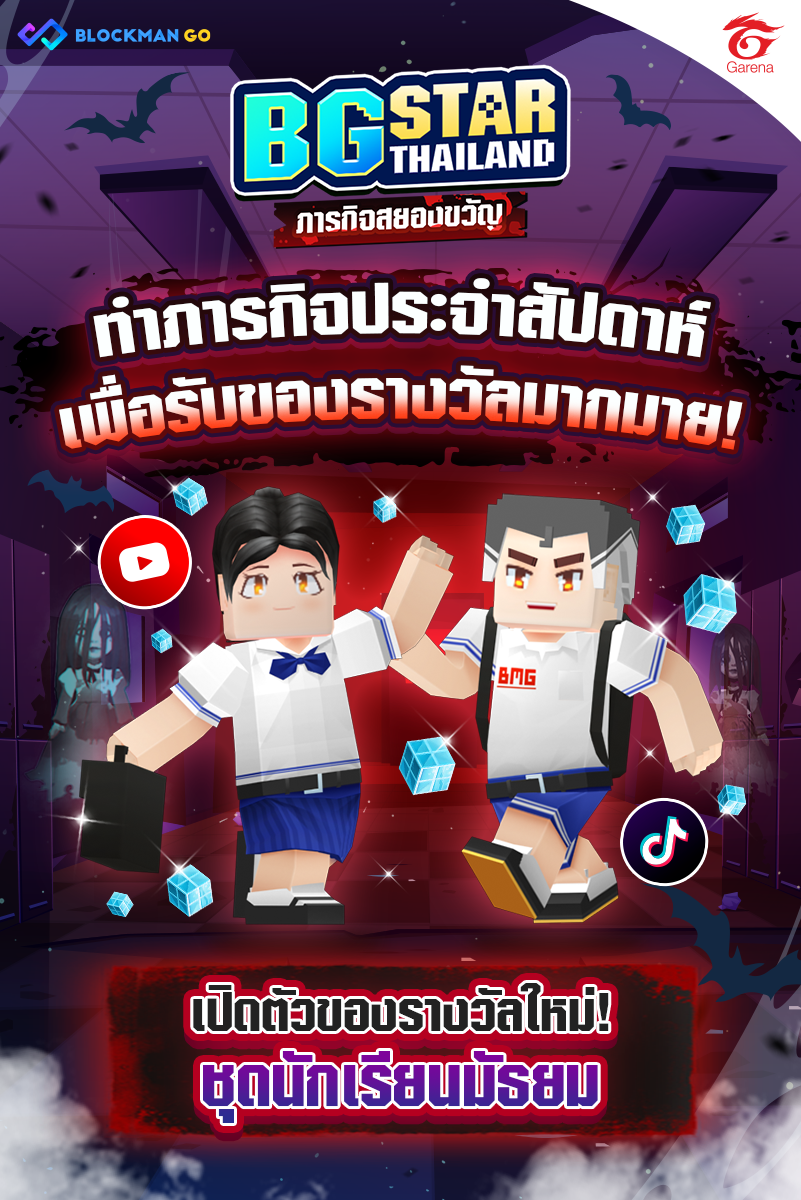 BLOCKMAN GO
Garena
BG STAR
THAILAND
ภารกิจสยองขวัญ
ทำภารกิจประจำสัปดาห์
เพื่อรับของรางวัลมากมาย!
BMG
เปิดตัวของรางวัลใหม่!
ชุดนักเรียนมัธยม